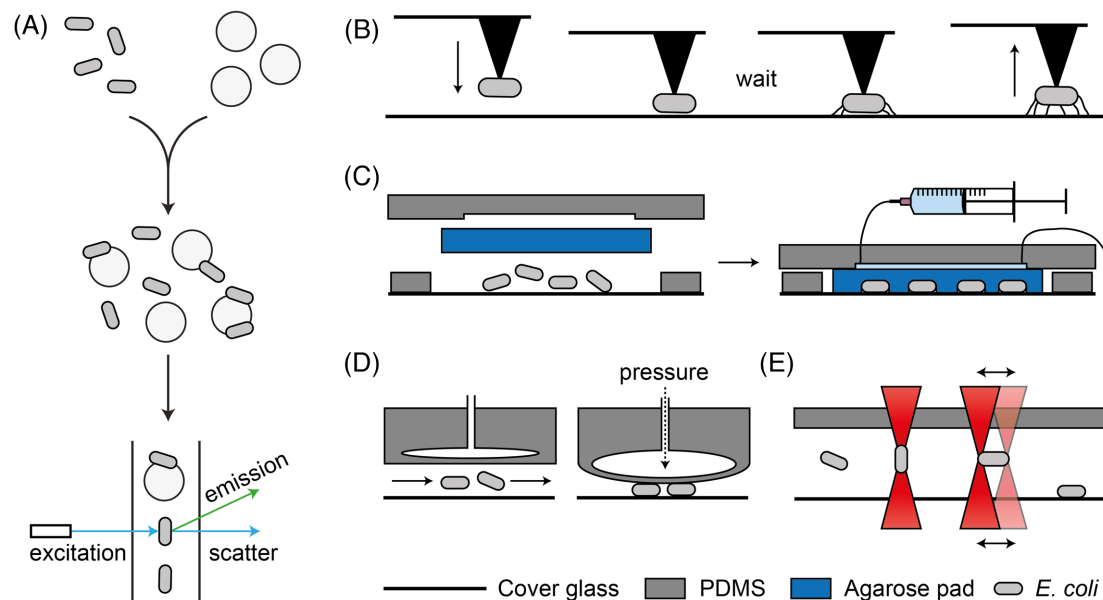 (A)
excitation
emission
scatter
(B)
wait
(C)
(D)
pressure
(E)
Cover glass
PDMS
Agarose pad
E. coli